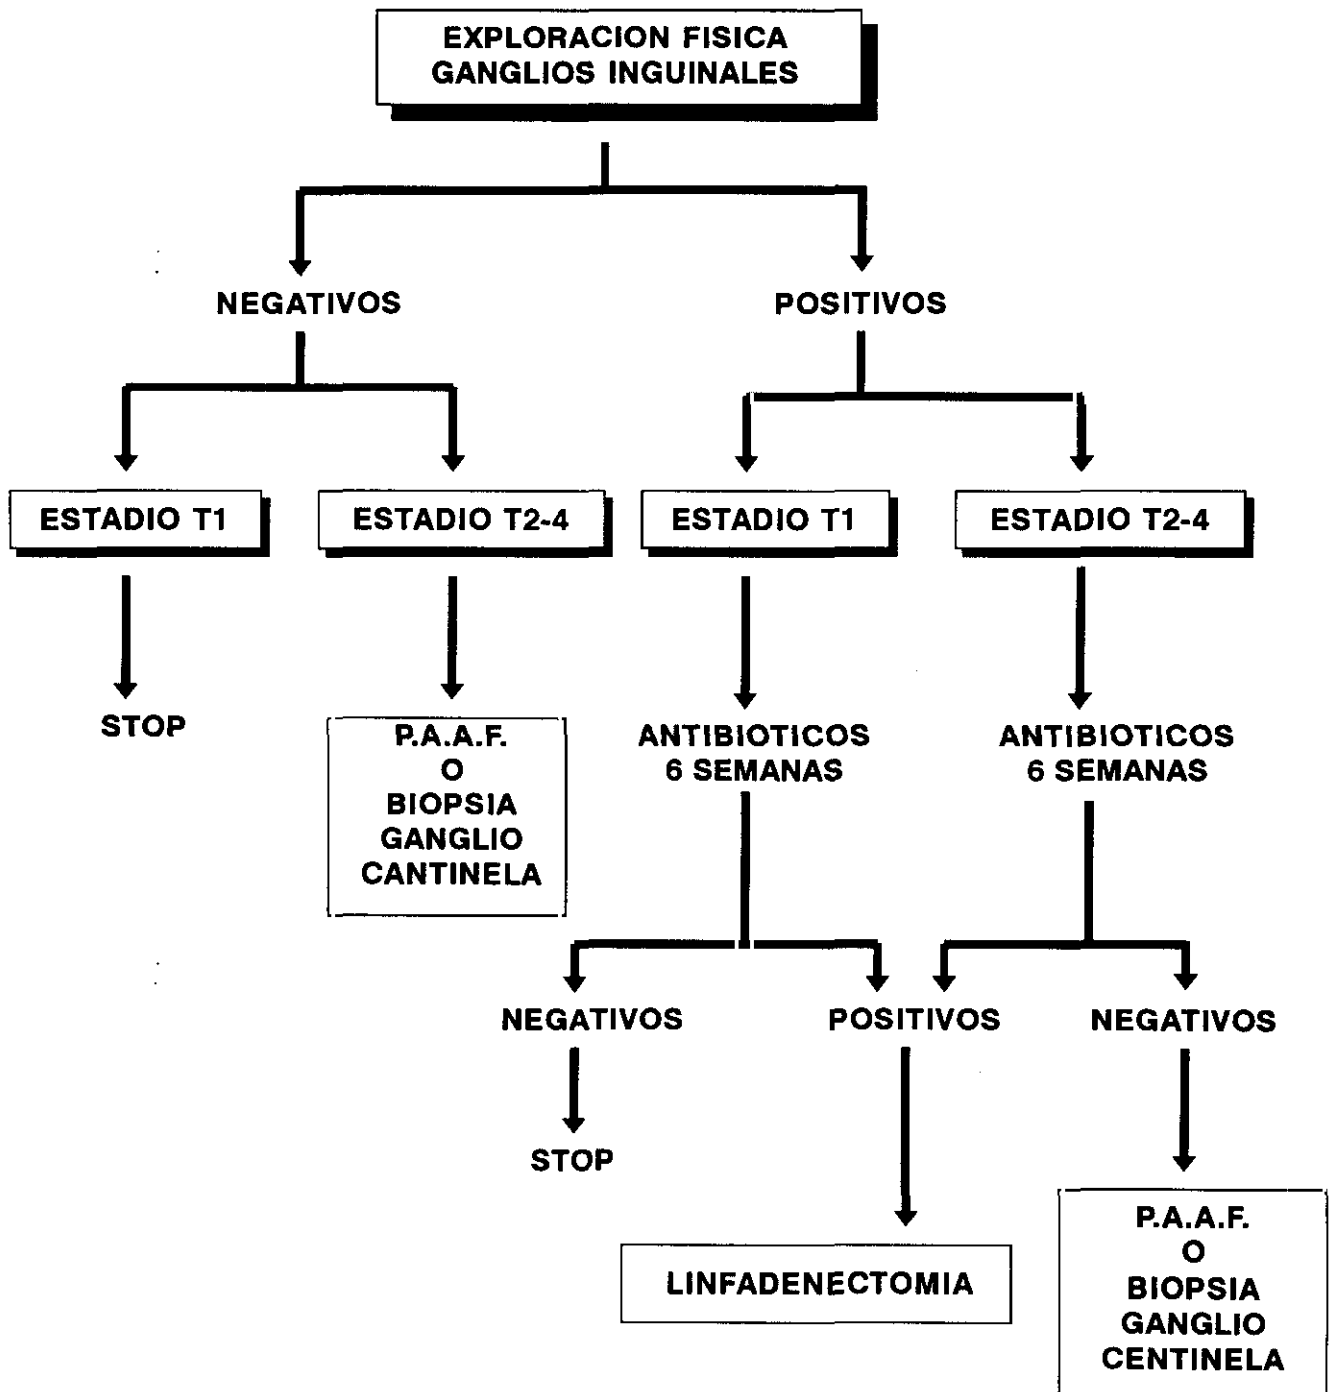 EXPLORACION FISICA
GANGLIOS INGUINALES
NEGATIVOS
POSITIVOS
ESTADIO T1
ESTADIO T2-4
ESTADIO T1
ESTADIO T2-4
STOP
P.A.A.F.
O
BIOPSIA
GANGLIO
CANTINELA
ANTIBIOTICOS
6 SEMANAS
ANTIBIOTICOS
6 SEMANAS
NEGATIVOS
POSITIVOS
NEGATIVOS
STOP
LINFADENECTOMIA
P.A.A.F.
O
BIOPSIA
GANGLIO
CENTINELA